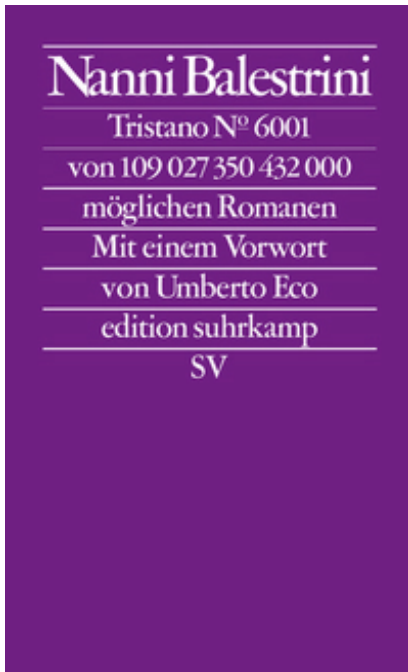 Nanni Balestrini
Tristano Nº 6001
von 109 027 350 432 000
möglichen Romanen
Mit einem Vorwort
von Umberto Eco
edition suhrkamp
SV